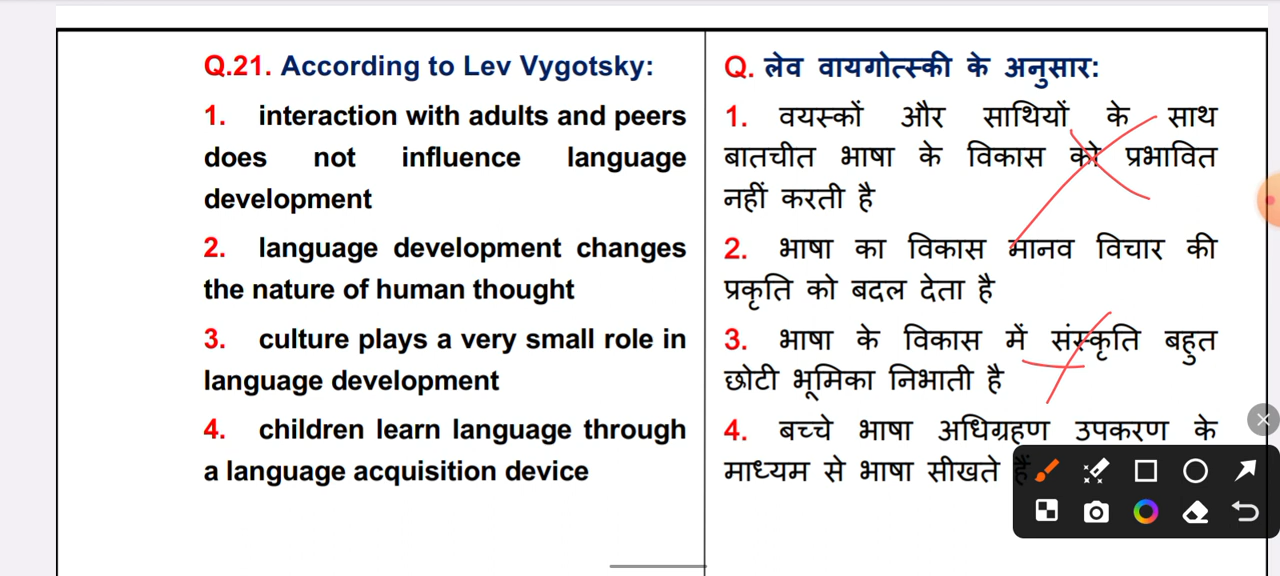 Q.21. According to Lev Vygotsky:
1. interaction with adults and peers
does not influence language
development
2. language development changes
the nature of human thought
3. culture plays a very small role in
language development
4. children learn language through
a language acquisition device
Q. लेव वायगोत्स्की के अनुसार:
1. वयस्कों और साथियों के साथ
बातचीत भाषा के विकास को प्रभावित
नहीं करती है
2. भाषा का विकास मानव विचार की
प्रकृति को बदल देता है
3. भाषा के विकास में संस्कृति बहुत
छोटी भूमिका निभाती है
4. बच्चे भाषा अधिग्रहण उपकरण के
माध्यम से भाषा सीखते हैं